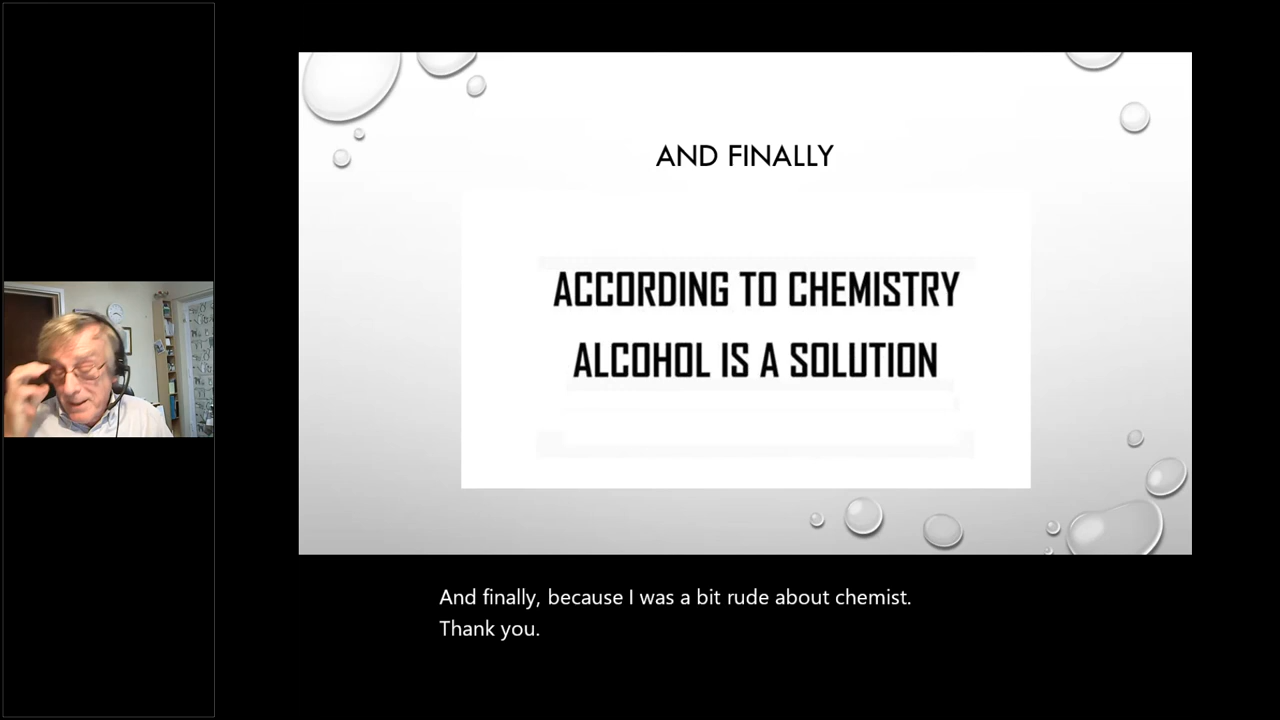 AND FINALLY
ACCORDING TO CHEMISTRY
ALCOHOL IS A SOLUTION
And finally, because I was a bit rude about chemist.
Thank you.